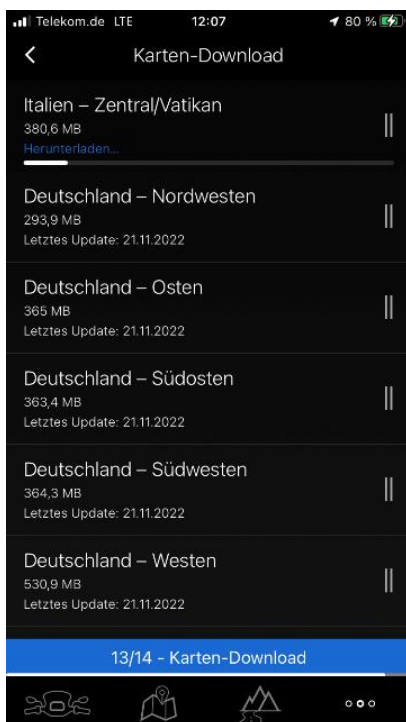 Telekom.de LTE 12:07 80 %
Karten-Download
Italien – Zentral/Vatikan
380,6 MB
Herunterladen...
Deutschland – Nordwesten
293,9 MB
Letztes Update: 21.11.2022
Deutschland – Osten
365 MB
Letztes Update: 21.11.2022
Deutschland – Südosten
363,4 MB
Letztes Update: 21.11.2022
Deutschland – Südwesten
364,3 MB
Letztes Update: 21.11.2022
Deutschland – Westen
530,9 MB
Letztes Update: 21.11.2022
13/14 - Karten-Download